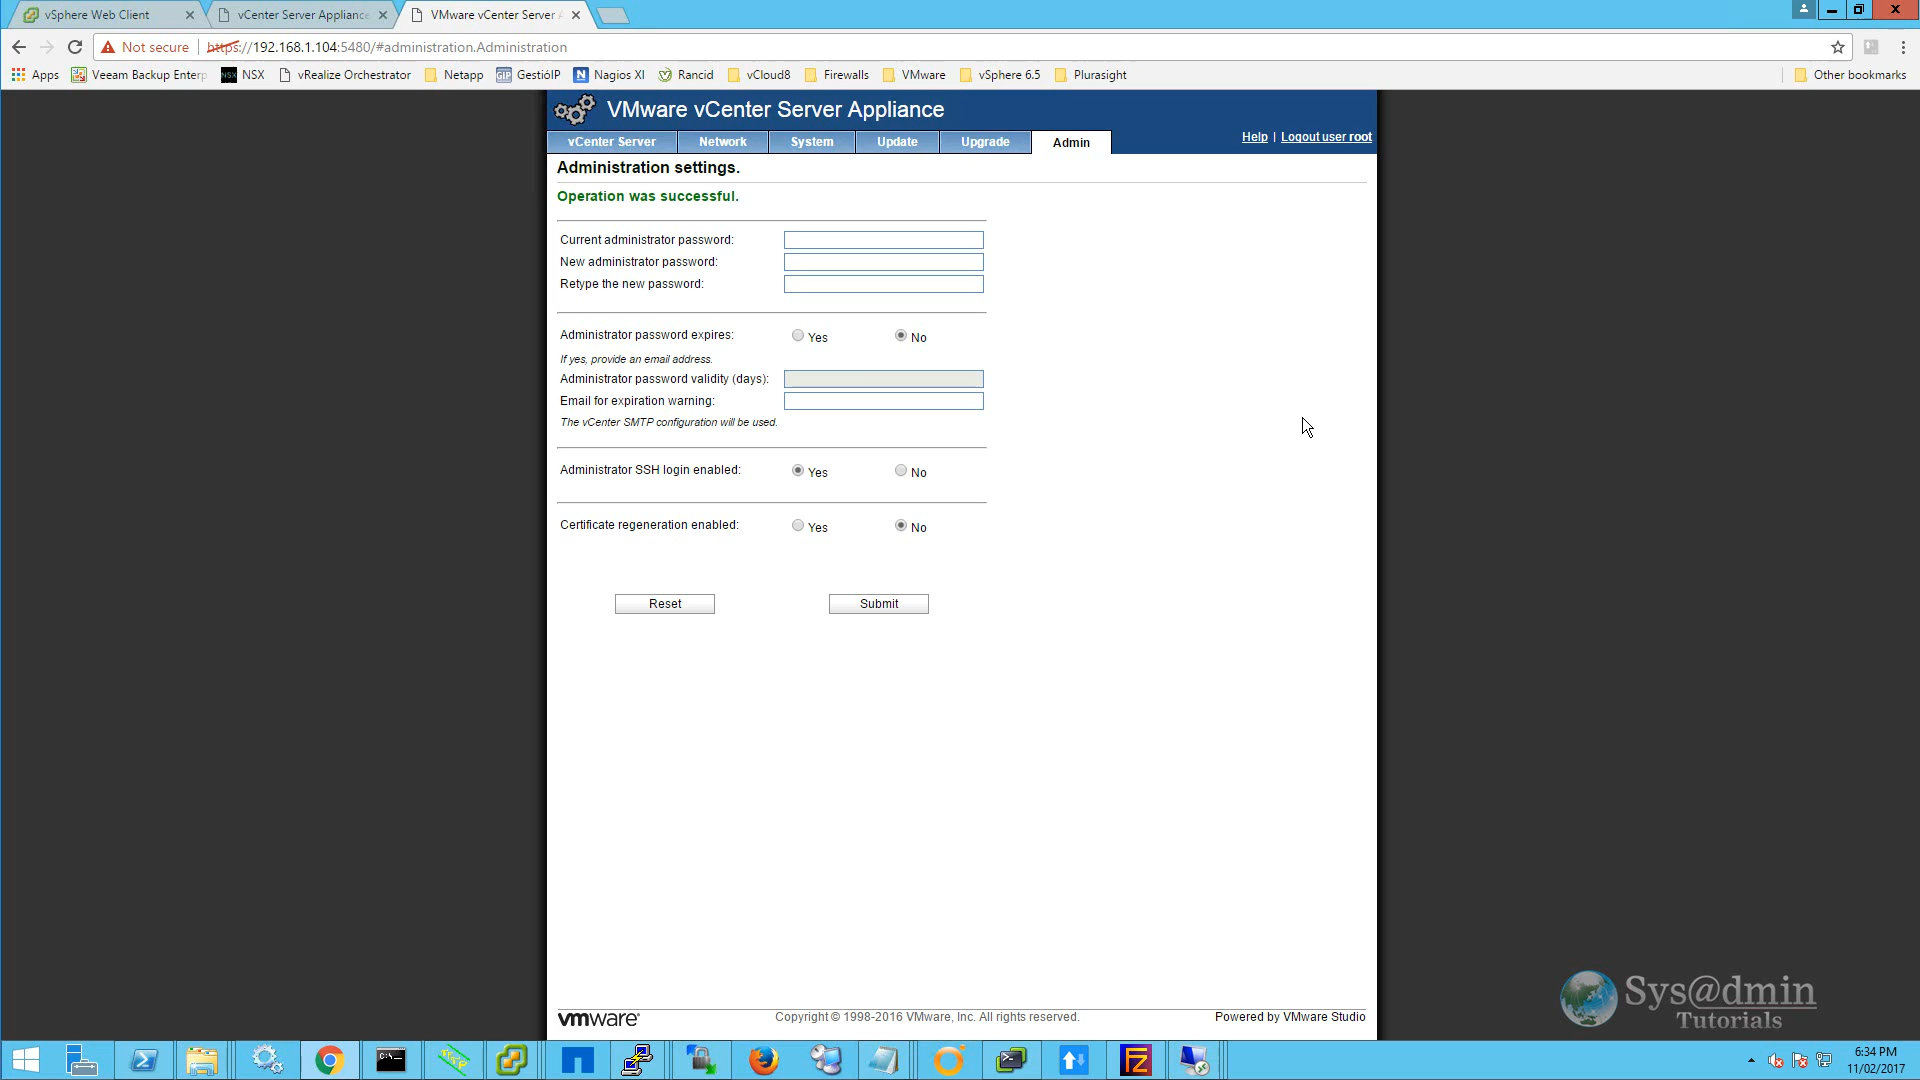 vSphere Web Client
vCenter Server Appliance
VMware vCenter Server A
Not secure
https://192.168.1.104:5480/#administration.Administration
Apps
Veeam Backup Enterp
NSX
NSX
vRealize Orchestrator
Netapp
GIP
GestióIP
N
Nagios XI
Rancid
vCloud8
Firewalls
VMware
vSphere 6.5
Plurasight
Other bookmarks
VMware vCenter Server Appliance
vCenter Server
Network
System
Update
Upgrade
Admin
Help | Logout user root
Administration settings.
Operation was successful.
Current administrator password:
New administrator password:
Retype the new password:
Administrator password expires:
Yes
No
If yes, provide an email address.
Administrator password validity (days):
Email for expiration warning:
The vCenter SMTP configuration will be used.
Administrator SSH login enabled:
Yes
No
Certificate regeneration enabled:
Yes
No
Reset
Submit
vmware
Copyright © 1998-2016 VMware, Inc. All rights reserved.
Powered by VMware Studio
Sys@dmin
Tutorials
C:\_
FZ
6:34 PM
11/02/2017